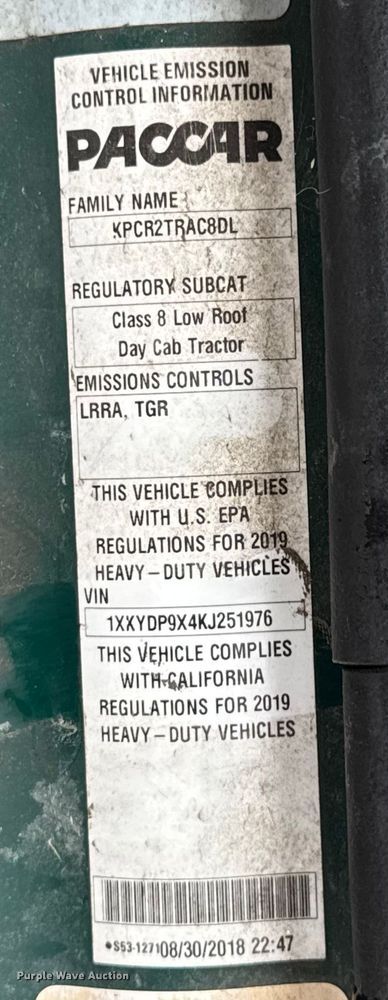 VEHICLE EMISSION
CONTROL INFORMATION
PACCAR
FAMILY NAME
KPCR2TRAC8DL
REGULATORY SUBCAT
Class 8 Low Roof
Day Cab Tractor
EMISSIONS CONTROLS
LRRA, TGR
THIS VEHICLE COMPLIES
WITH U.S. EPA
REGULATIONS FOR 2019
HEAVY-DUTY VEHICLES
VIN
1XXYDP9X4KJ251976
THIS VEHICLE COMPLIES
WITH CALIFORNIA
REGULATIONS FOR 2019
HEAVY-DUTY VEHICLES
*S53-1271 08/30/2018 22:47
Purple Wave Auction